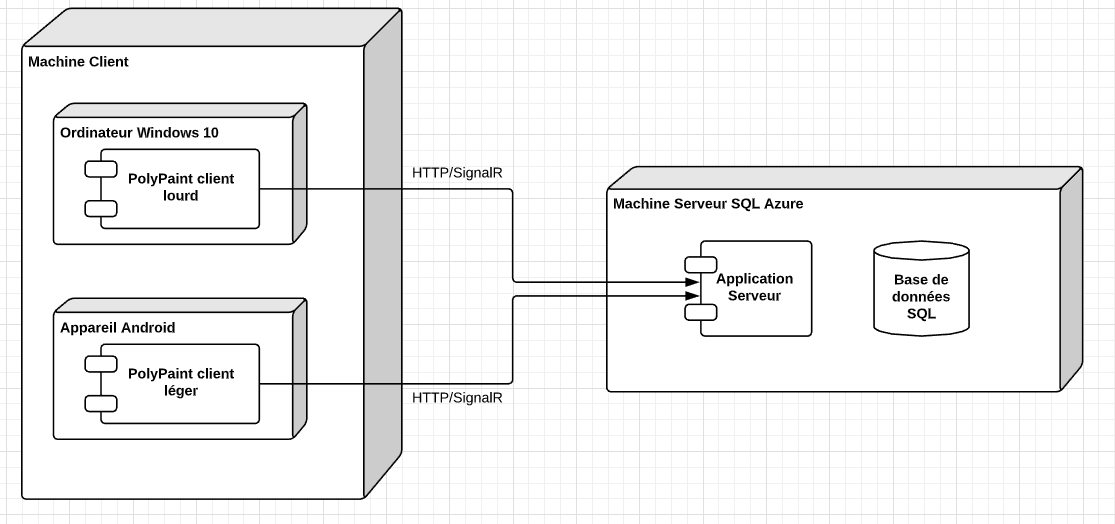 Machine Client
Ordinateur Windows 10
PolyPaint client
lourd
HTTP/SignalR
Appareil Android
PolyPaint client
léger
HTTP/SignalR
Machine Serveur SQL Azure
Application
Serveur
Base de
données
SQL